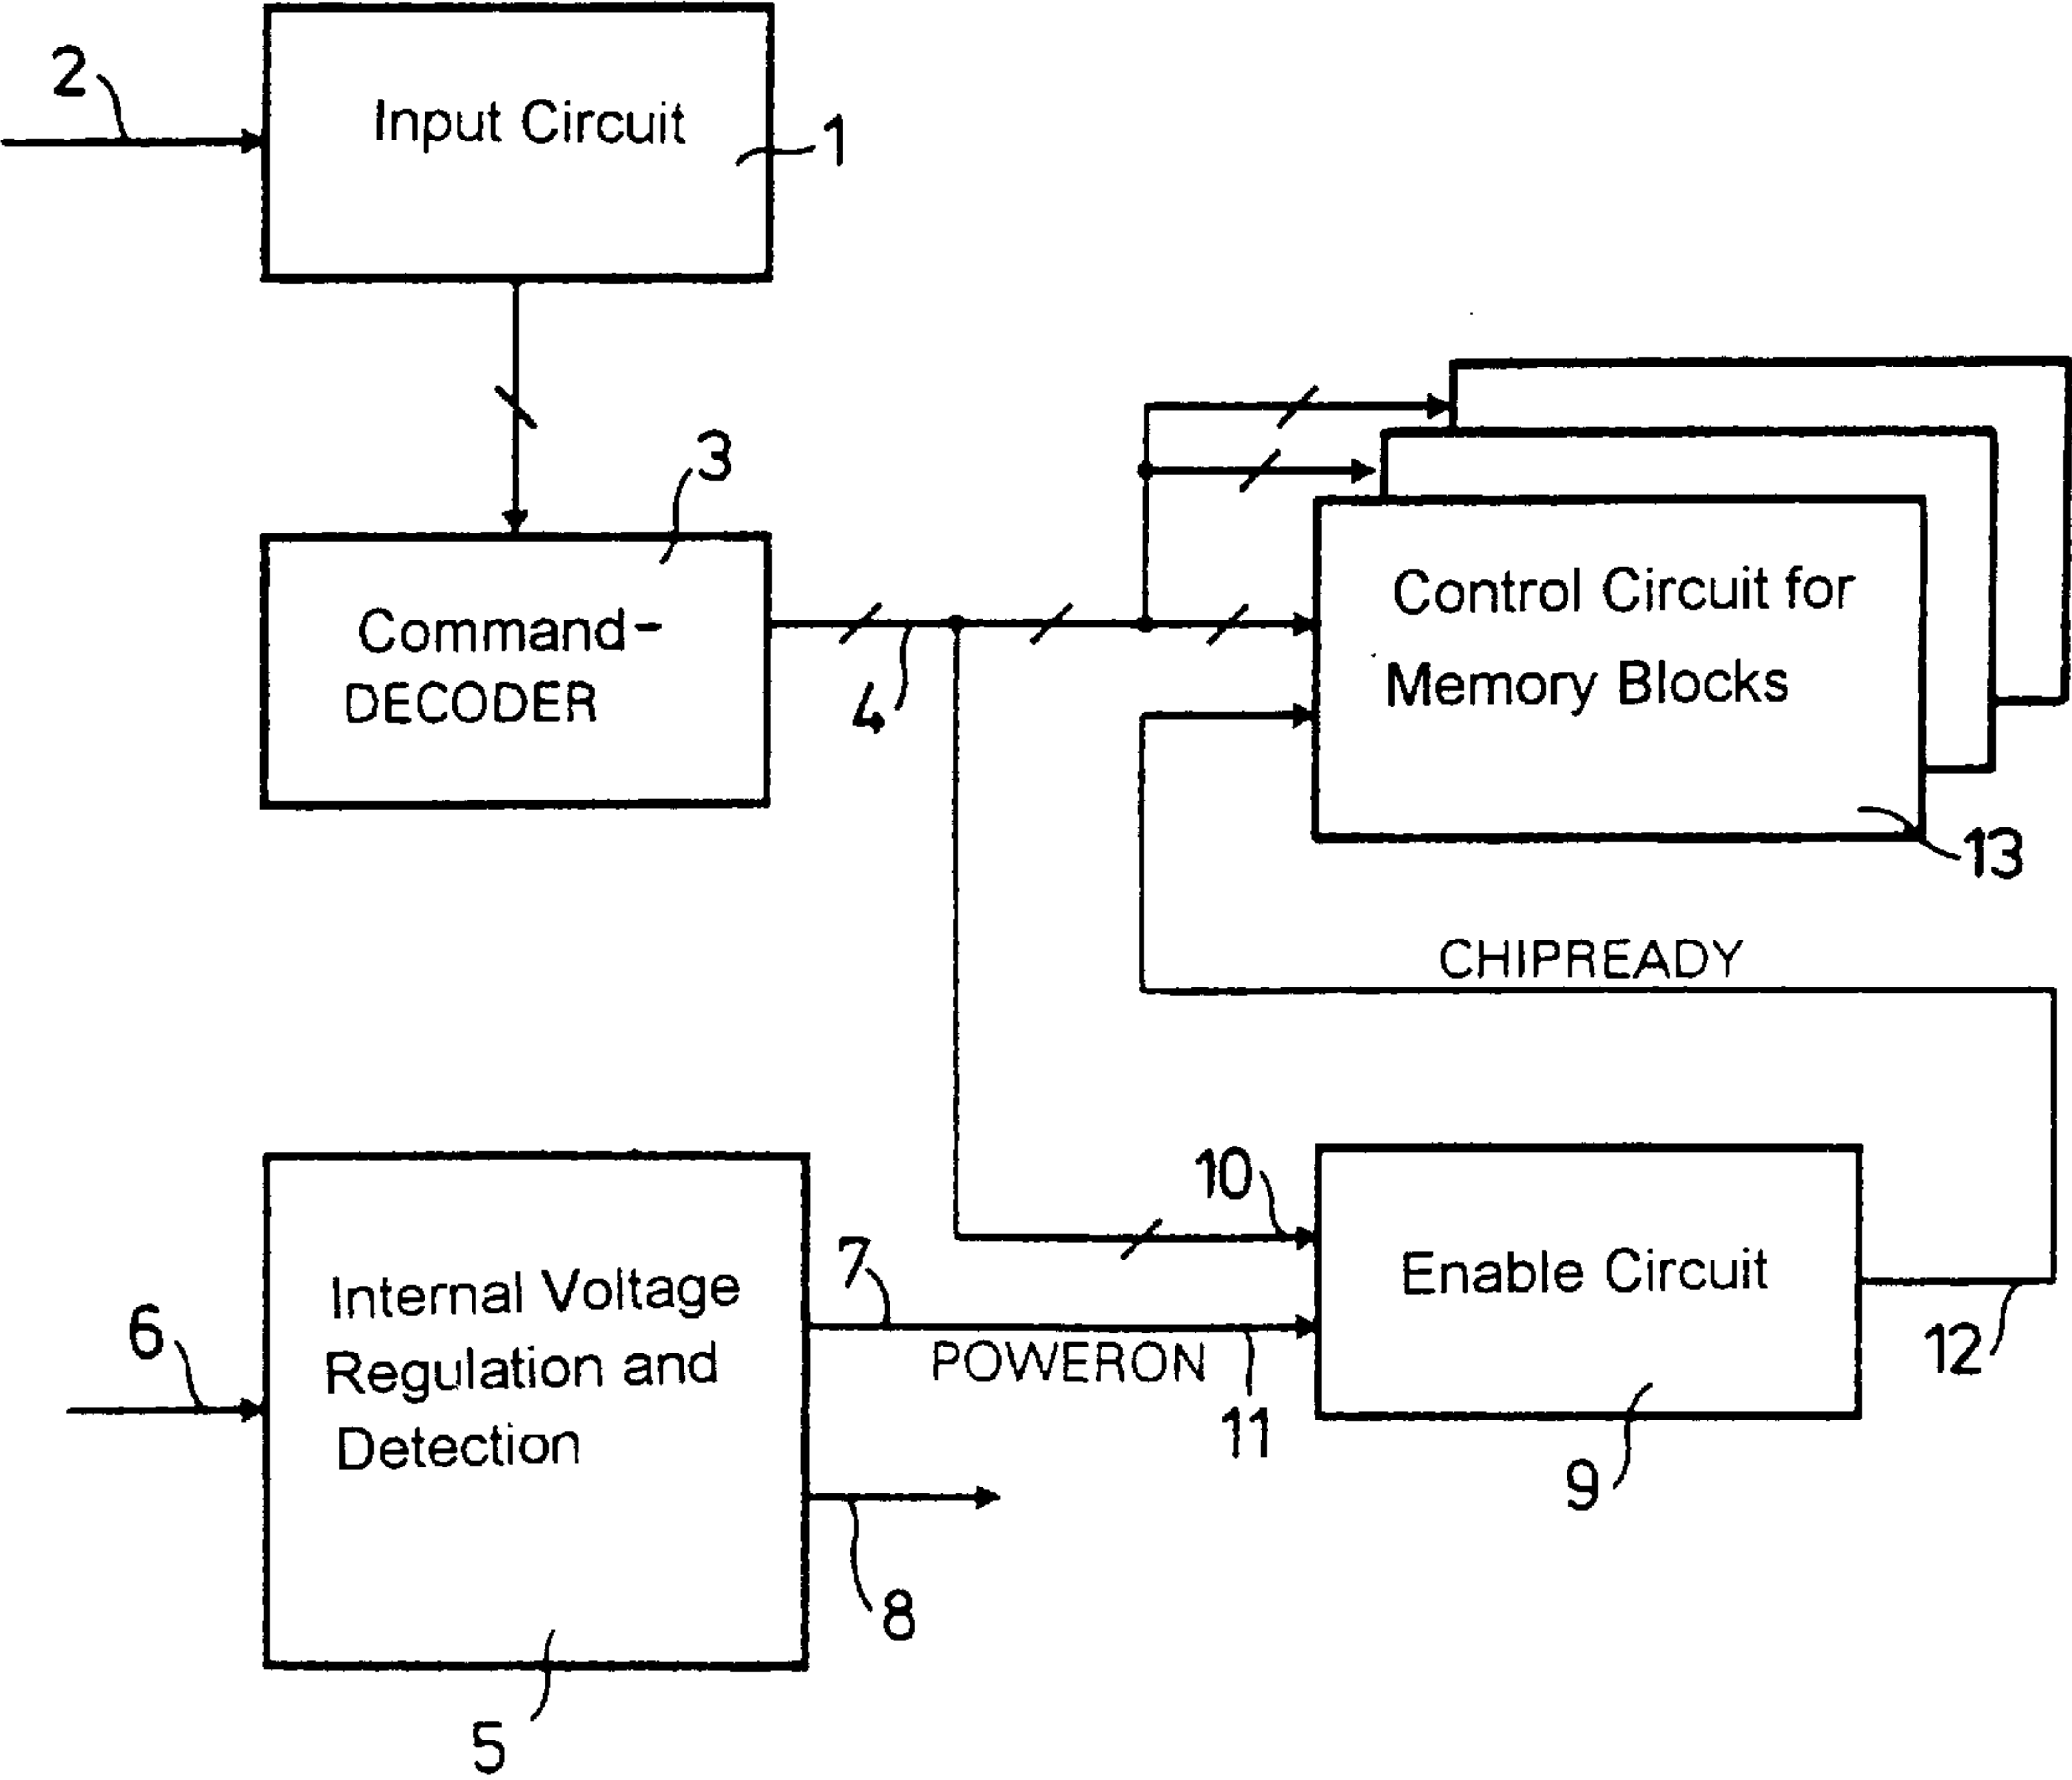 2
Input Circuit
1
3
Command-
DECODER
4
Control Circuit for
Memory Blocks
13
CHIPREADY
10
7
Enable Circuit
Internal Voltage
Regulation and
Detection
6
POWERON
11
12
9
8
5